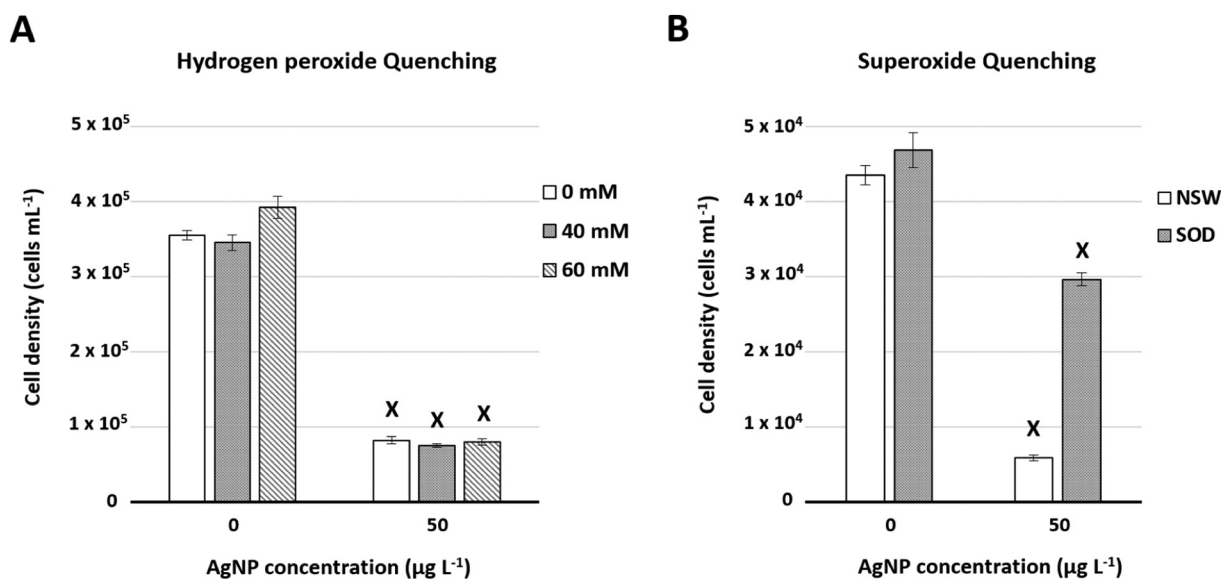 A
Hydrogen peroxide Quenching
Cell density (cells mL⁻¹)
5 x 10⁵
4 x 10⁵
3 x 10⁵
2 x 10⁵
1 x 10⁵
0
X X X
0 50
AgNP concentration (µg L⁻¹)
0 mM
40 mM
60 mM
B
Superoxide Quenching
Cell density (cells mL⁻¹)
5 x 10⁴
4 x 10⁴
3 x 10⁴
2 x 10⁴
1 x 10⁴
0
X
X
0 50
AgNP concentration (µg L⁻¹)
NSW
SOD